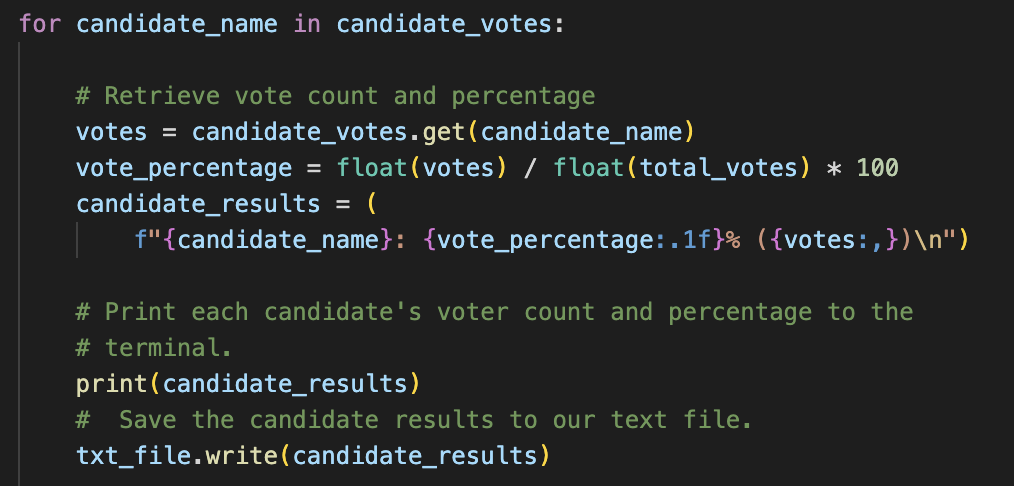 for candidate_name in candidate_votes:
# Retrieve vote count and percentage
votes = candidate_votes.get(candidate_name)
vote_percentage = float(votes) / float(total_votes) * 100
candidate_results = (
f"{candidate_name}: {vote_percentage:.1f}% ({votes:,})\n")
# Print each candidate's voter count and percentage to the
# terminal.
print(candidate_results)
#  Save the candidate results to our text file.
txt_file.write(candidate_results)